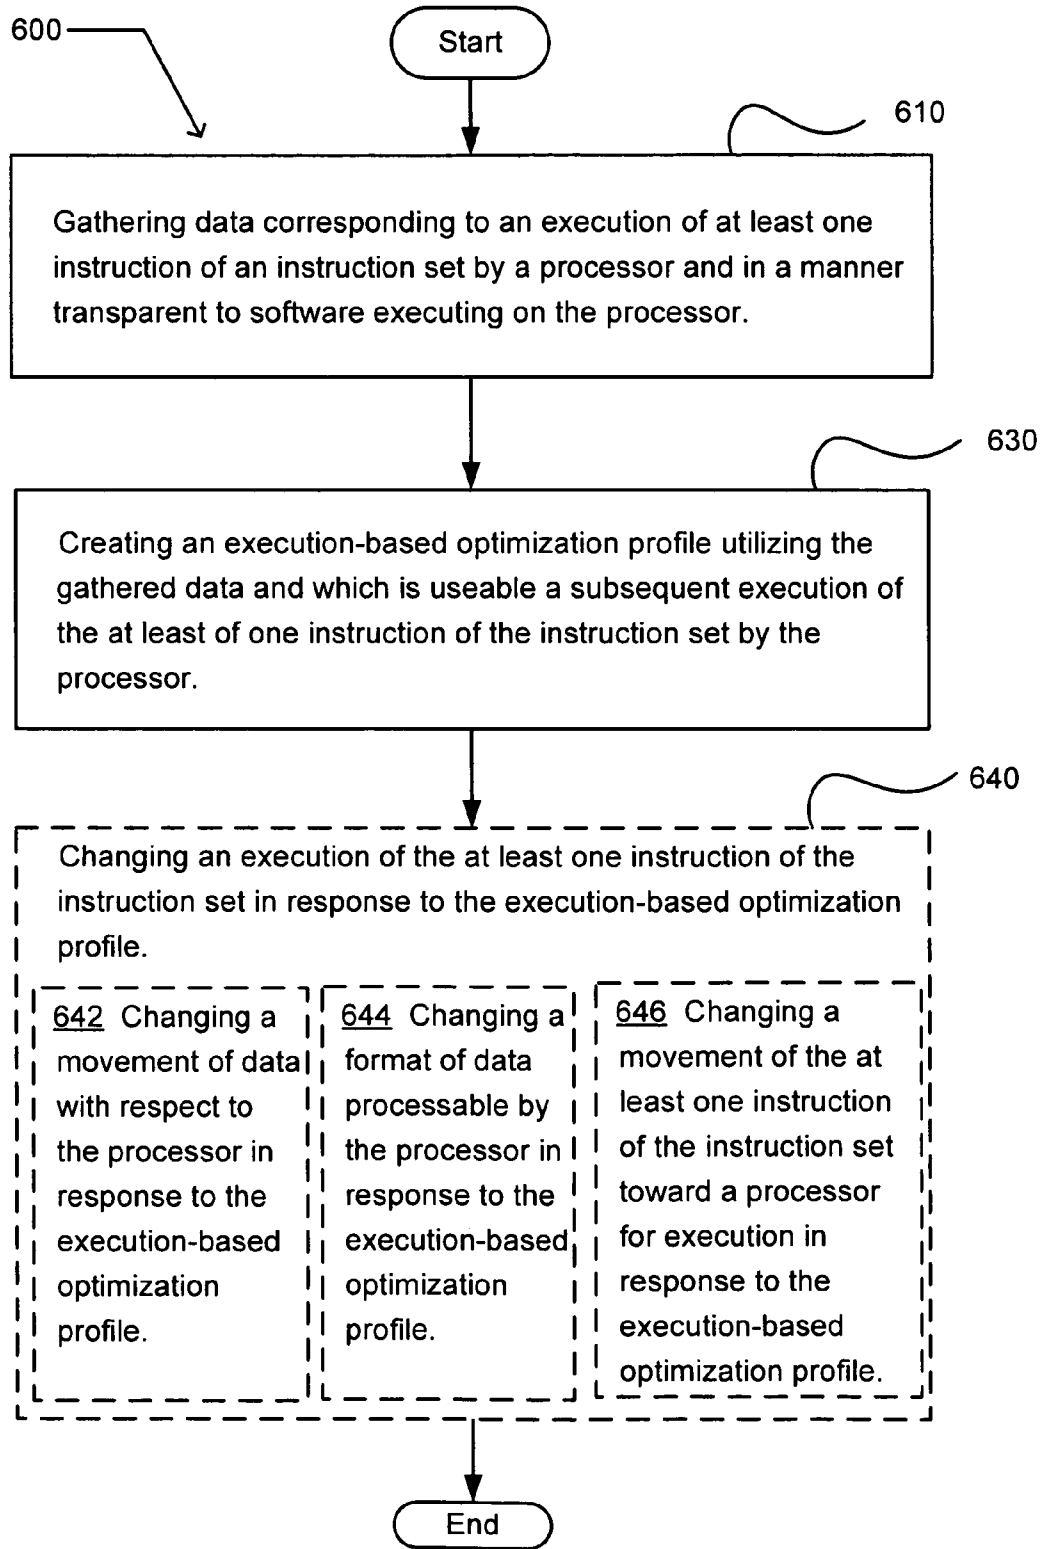 600
Start
610
Gathering data corresponding to an execution of at least one
instruction of an instruction set by a processor and in a manner
transparent to software executing on the processor.
630
Creating an execution-based optimization profile utilizing the
gathered data and which is useable a subsequent execution of
the at least of one instruction of the instruction set by the
processor.
640
Changing an execution of the at least one instruction of the
instruction set in response to the execution-based optimization
profile.
642 Changing a
movement of data
with respect to
the processor in
response to the
execution-based
optimization
profile.
644 Changing a
format of data
processable by
the processor in
response to the
execution-based
optimization
profile.
646 Changing a
movement of the at
least one instruction
of the instruction set
toward a processor
for execution in
response to the
execution-based
optimization profile.
End